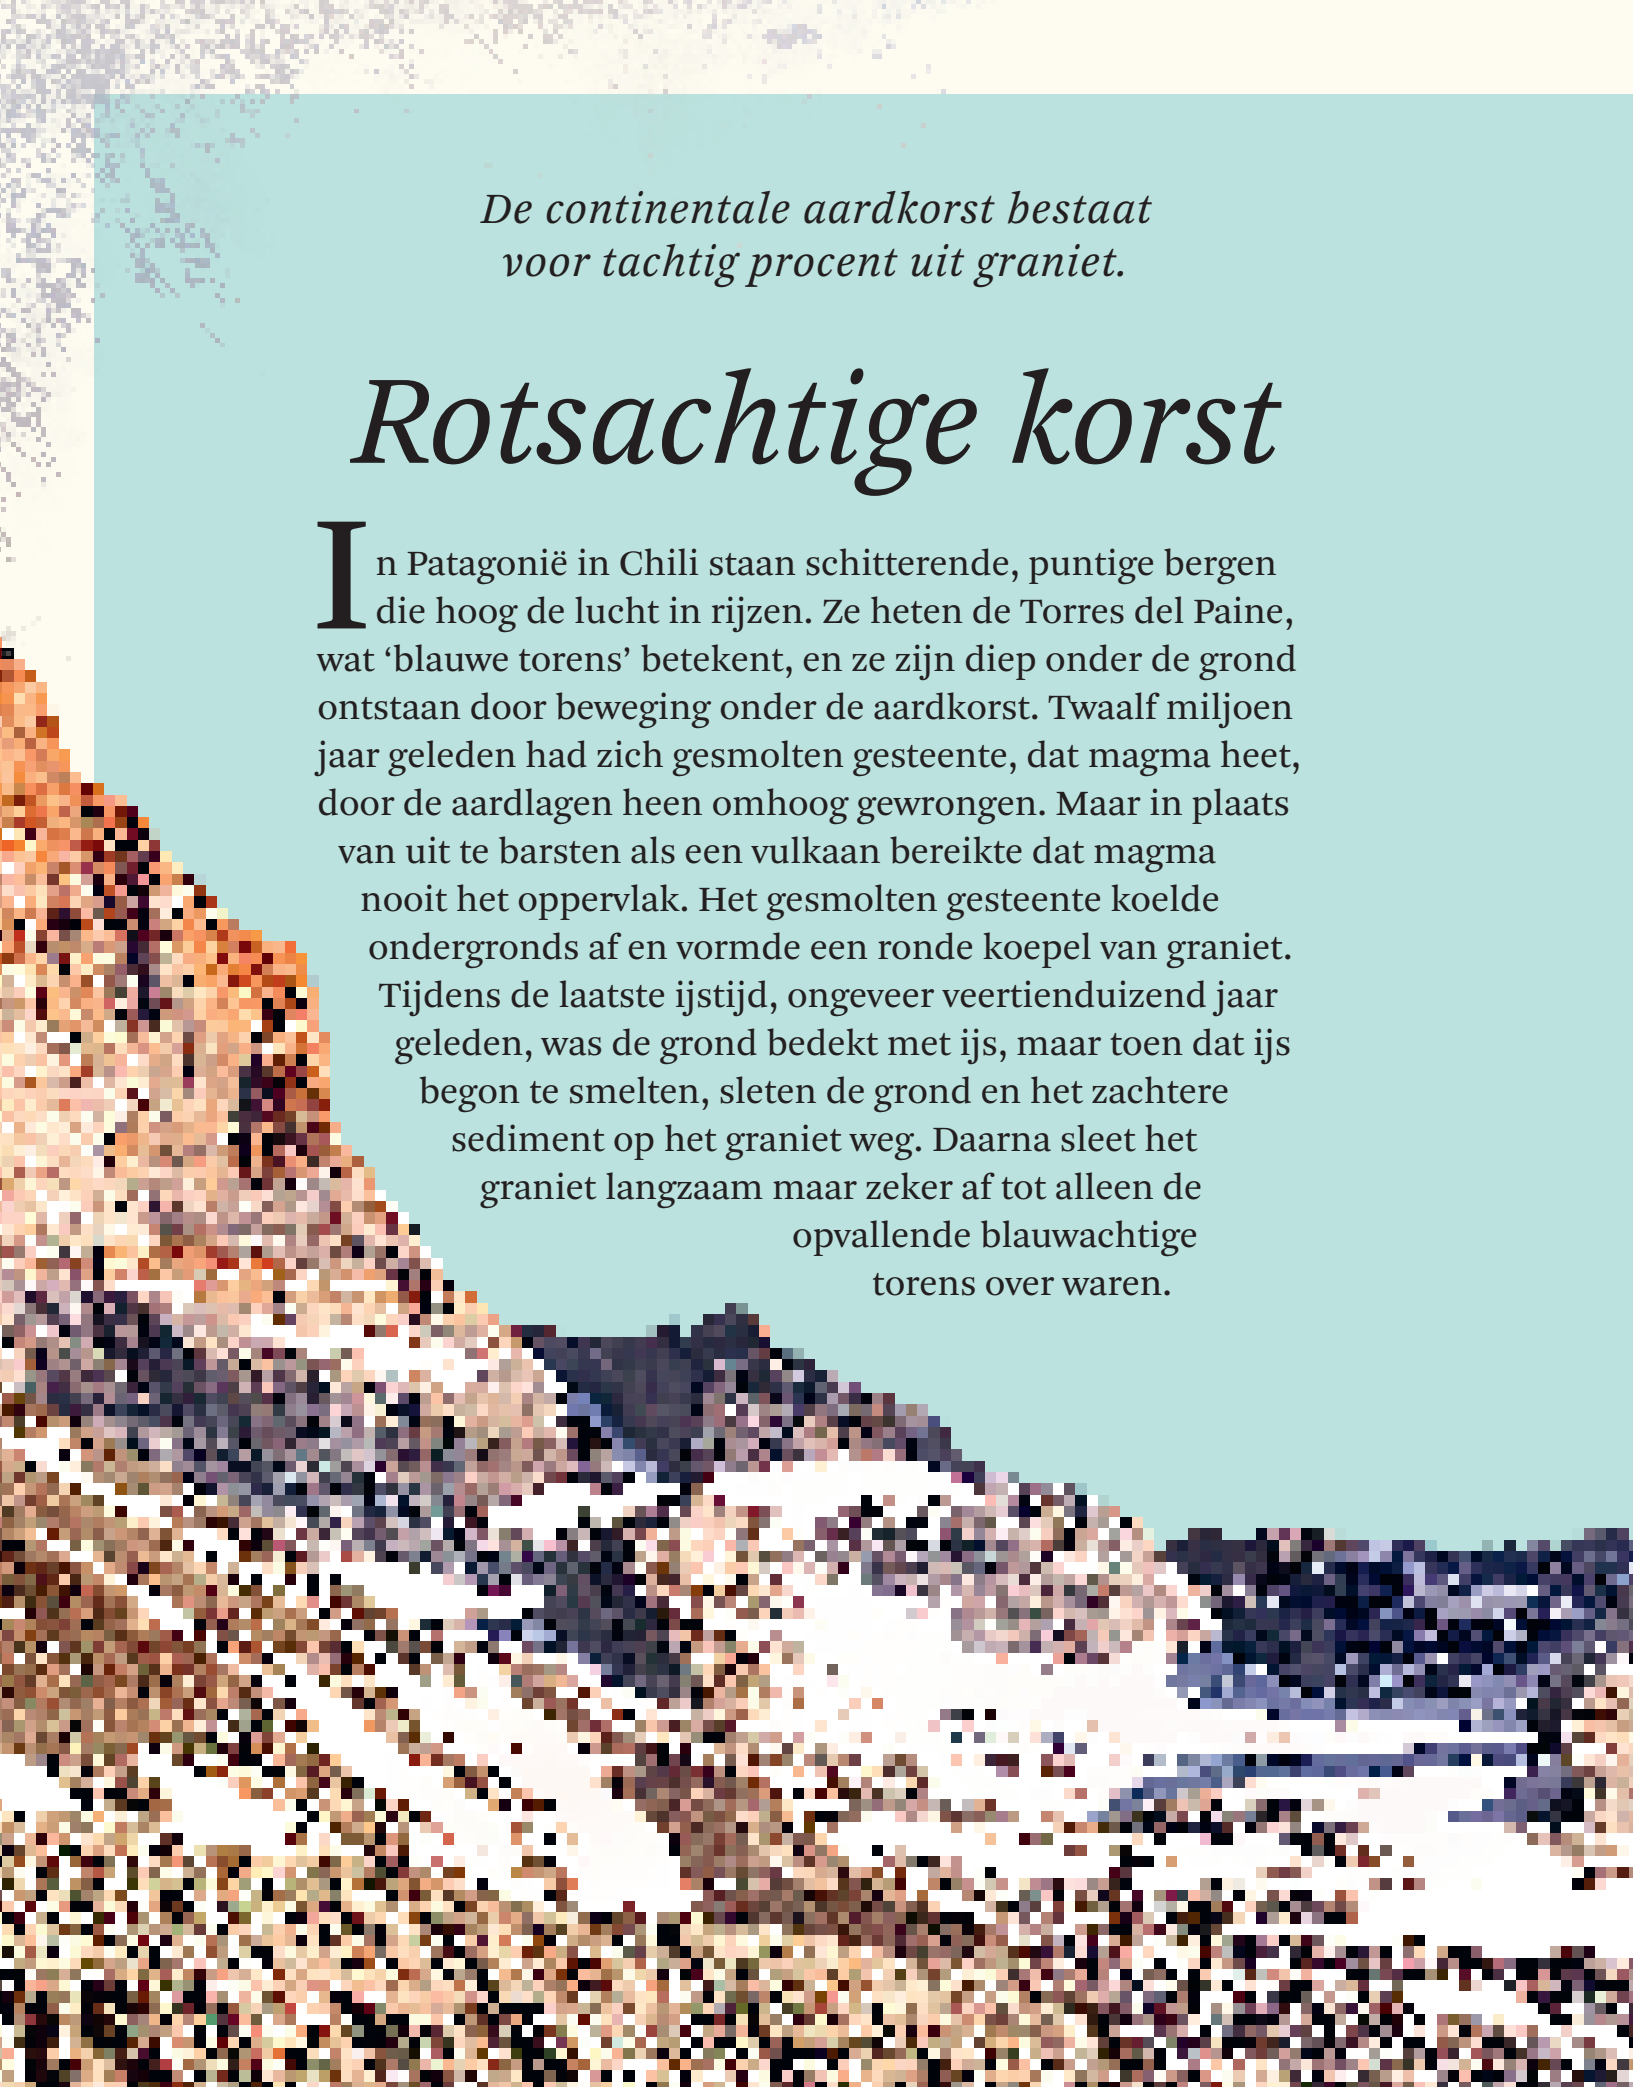 De continentale aardkorst bestaat
voor tachtig procent uit graniet.
Rotsachtige korst
In Patagonië in Chili staan schitterende, puntige bergen
die hoog de lucht in rijzen. Ze heten de Torres del Paine,
wat ‘blauwe torens’ betekent, en ze zijn diep onder de grond
ontstaan door beweging onder de aardkorst. Twaalf miljoen
jaar geleden had zich gesmolten gesteente, dat magma heet,
door de aardlagen heen omhoog gewrongen. Maar in plaats
van uit te barsten als een vulkaan bereikte dat magma
nooit het oppervlak. Het gesmolten gesteente koelde
ondergronds af en vormde een ronde koepel van graniet.
Tijdens de laatste ijstijd, ongeveer veertienduizend jaar
geleden, was de grond bedekt met ijs, maar toen dat ijs
begon te smelten, sleten de grond en het zachtere
sediment op het graniet weg. Daarna sleet het
graniet langzaam maar zeker af tot alleen de
opvallende blauwachtige
torens over waren.